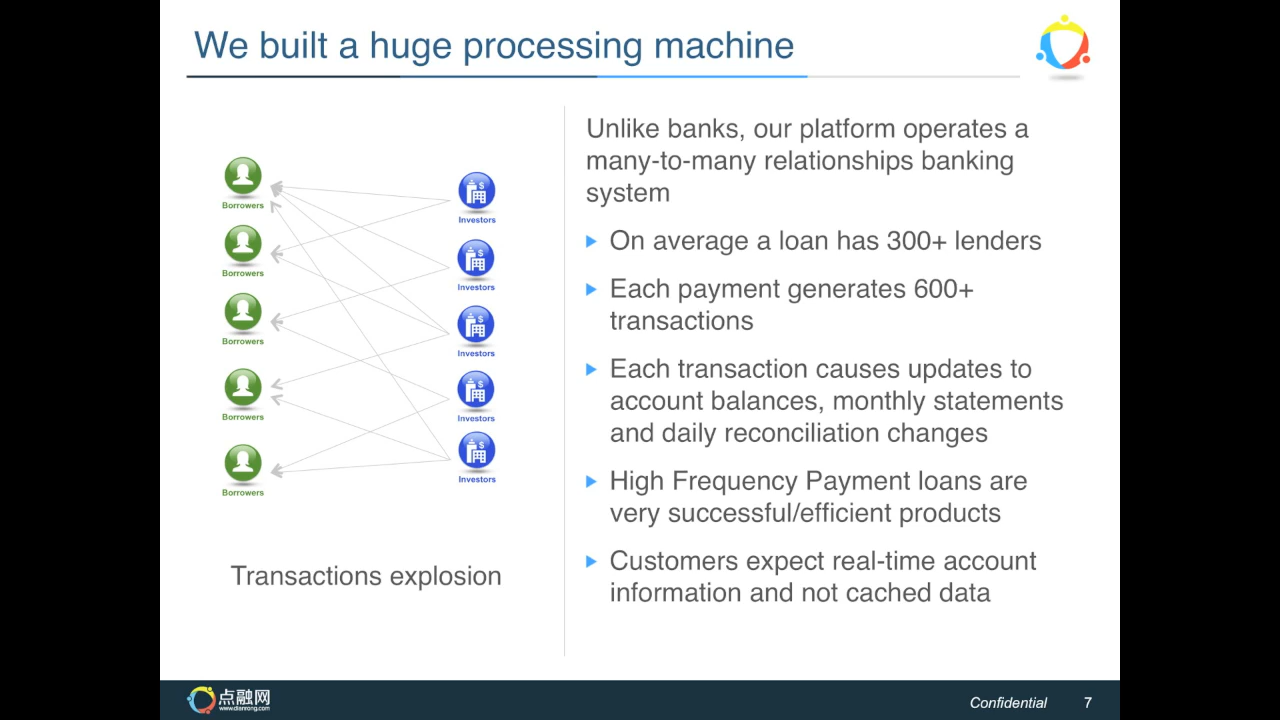 We built a huge processing machine
Borrowers
Borrowers
Borrowers
Borrowers
Borrowers
$
Investors
$
Investors
$
Investors
$
Investors
$
Investors
Transactions explosion
Unlike banks, our platform operates a
many-to-many relationships banking
system
On average a loan has 300+ lenders
Each payment generates 600+
transactions
Each transaction causes updates to
account balances, monthly statements
and daily reconciliation changes
High Frequency Payment loans are
very successful/efficient products
Customers expect real-time account
information and not cached data
点融网
www.dianrong.com
Confidential
7